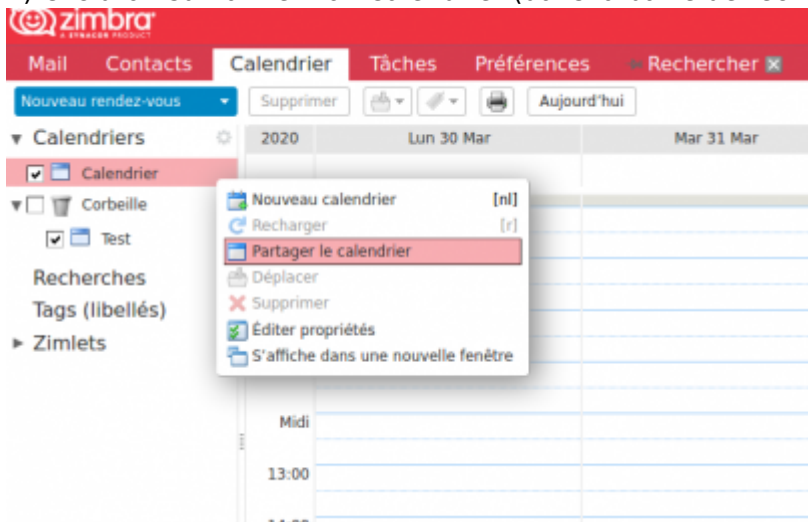 zimbra
A SYNACOR PRODUCT
Mail Contacts Calendrier Tâches Préférences Rechercher
Nouveau rendez-vous Supprimer Aujourd'hui
Calendriers
2020 Lun 30 Mar Mar 31 Mar
Calendrier
Corbeille
Test
Recherches
Tags (libellés)
Zimlets
Nouveau calendrier [nl]
Recharger [r]
Partager le calendrier
Déplacer
Supprimer
Éditer propriétés
S'affiche dans une nouvelle fenêtre
Midi
13:00